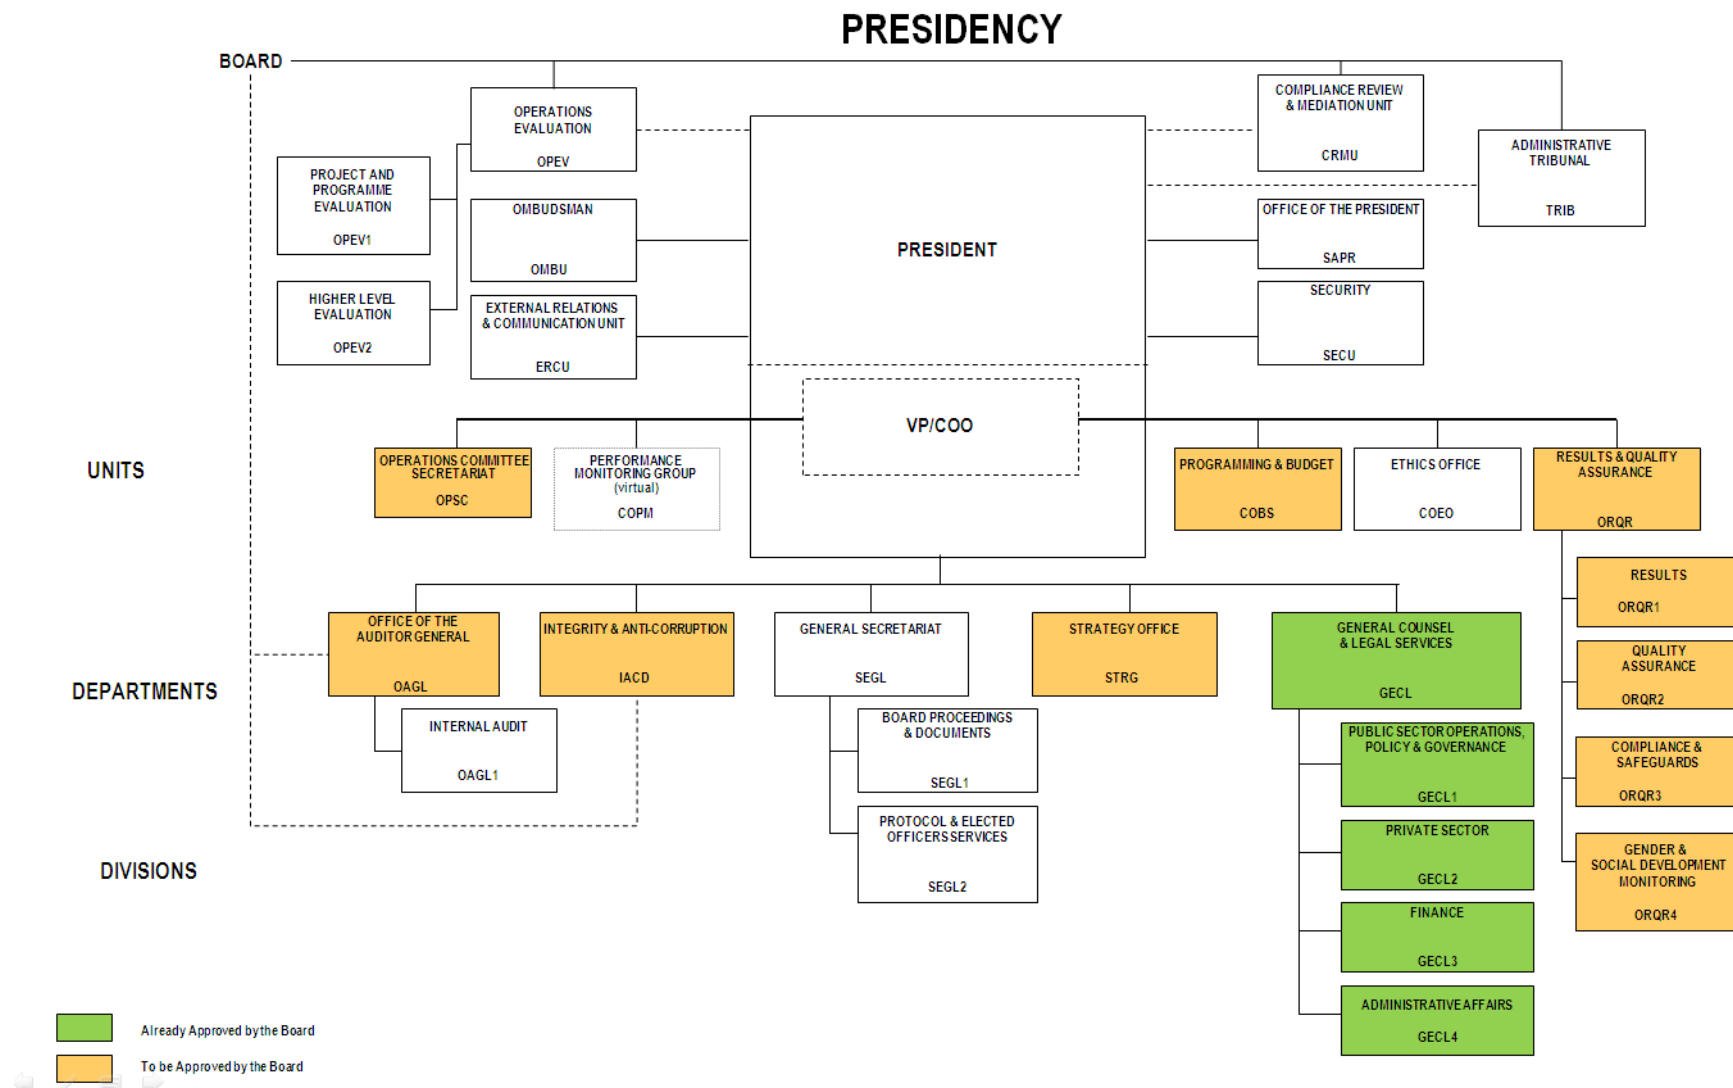 PRESIDENCY
BOARD
OPERATIONS
EVALUATION
OPEV
COMPLIANCE REVIEW
& MEDIATION UNIT
CRMU
ADMINISTRATIVE
TRIBUNAL
TRIB
PROJECT AND
PROGRAMME
EVALUATION
OPEV1
OMBUDSMAN
OMBU
PRESIDENT
OFFICE OF THE PRESIDENT
SAPR
HIGHER LEVEL
EVALUATION
OPEV2
EXTERNAL RELATIONS
& COMMUNICATION UNIT
ERCU
SECURITY
SECU
VP/COO
UNITS
OPERATIONS COMMITTEE
SECRETARIAT
OPSC
PERFORMANCE
MONITORING GROUP
(virtual)
COPM
PROGRAMMING & BUDGET
COBS
ETHICS OFFICE
COEO
RESULTS & QUALITY
ASSURANCE
ORQR
RESULTS
ORQR1
QUALITY
ASSURANCE
ORQR2
COMPLIANCE &
SAFEGUARDS
ORQR3
GENDER &
SOCIAL DEVELOPMENT
MONITORING
ORQR4
DEPARTMENTS
OFFICE OF THE
AUDITOR GENERAL
OAGL
INTEGRITY & ANTI-CORRUPTION
IACD
GENERAL SECRETARIAT
SEGL
STRATEGY OFFICE
STRG
GENERAL COUNSEL
& LEGAL SERVICES
GECL
INTERNAL AUDIT
OAGL1
BOARD PROCEEDINGS
& DOCUMENTS
SEGL1
PROTOCOL & ELECTED
OFFICERS SERVICES
SEGL2
PUBLIC SECTOR OPERATIONS,
POLICY & GOVERNANCE
GECL1
PRIVATE SECTOR
GECL2
FINANCE
GECL3
ADMINISTRATIVE AFFAIRS
GECL4
DIVISIONS
Already Approved by the Board
To be Approved by the Board